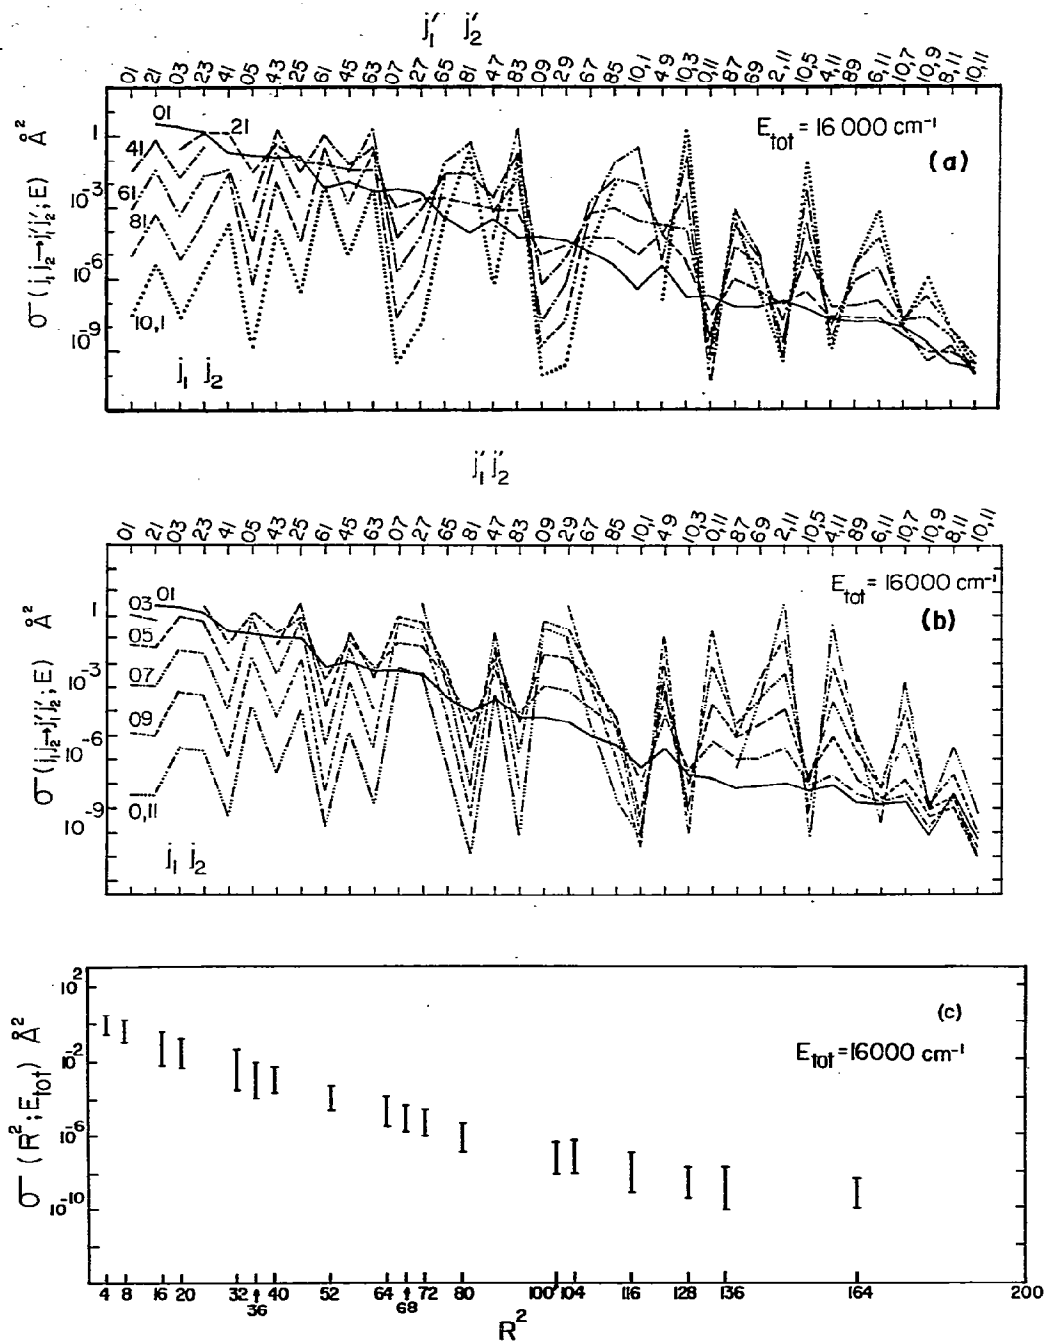 j₁′ j₂′
01 21 03 23 41 05 43 25 61 45 63 07 27 65 81 47 83 09 29 67 85 10,1 49 10,3 0,11 87 69 2,11 10,5 4,11 89 6,11 10,7 10,9 8,11 10,11
σ (j₁j₂→j₁′j₂′; E) Å²
1
10⁻³
10⁻⁶
10⁻⁹
01
21
41
61
81
10,1
E_tot = 16 000 cm⁻¹
(a)
j₁ j₂
j₁′ j₂′
01 21 03 23 41 05 43 25 61 45 63 07 27 65 81 47 83 09 29 67 85 10,1 49 10,3 0,11 87 69 2,11 10,5 4,11 89 6,11 10,7 10,9 8,11 10,11
σ (j₁j₂→j₁′j₂′; E) Å²
1
10⁻³
10⁻⁶
10⁻⁹
01
03
05
07
09
0,11
E_tot = 16000 cm⁻¹
(b)
j₁ j₂
σ (R²; E_tot) Å²
10²
10⁻²
10⁻⁶
10⁻¹⁰
(c)
E_tot = 16000 cm⁻¹
4 8 16 20 32 36 40 52 64 68 72 80 100 104 116 128 136 164 200
R²